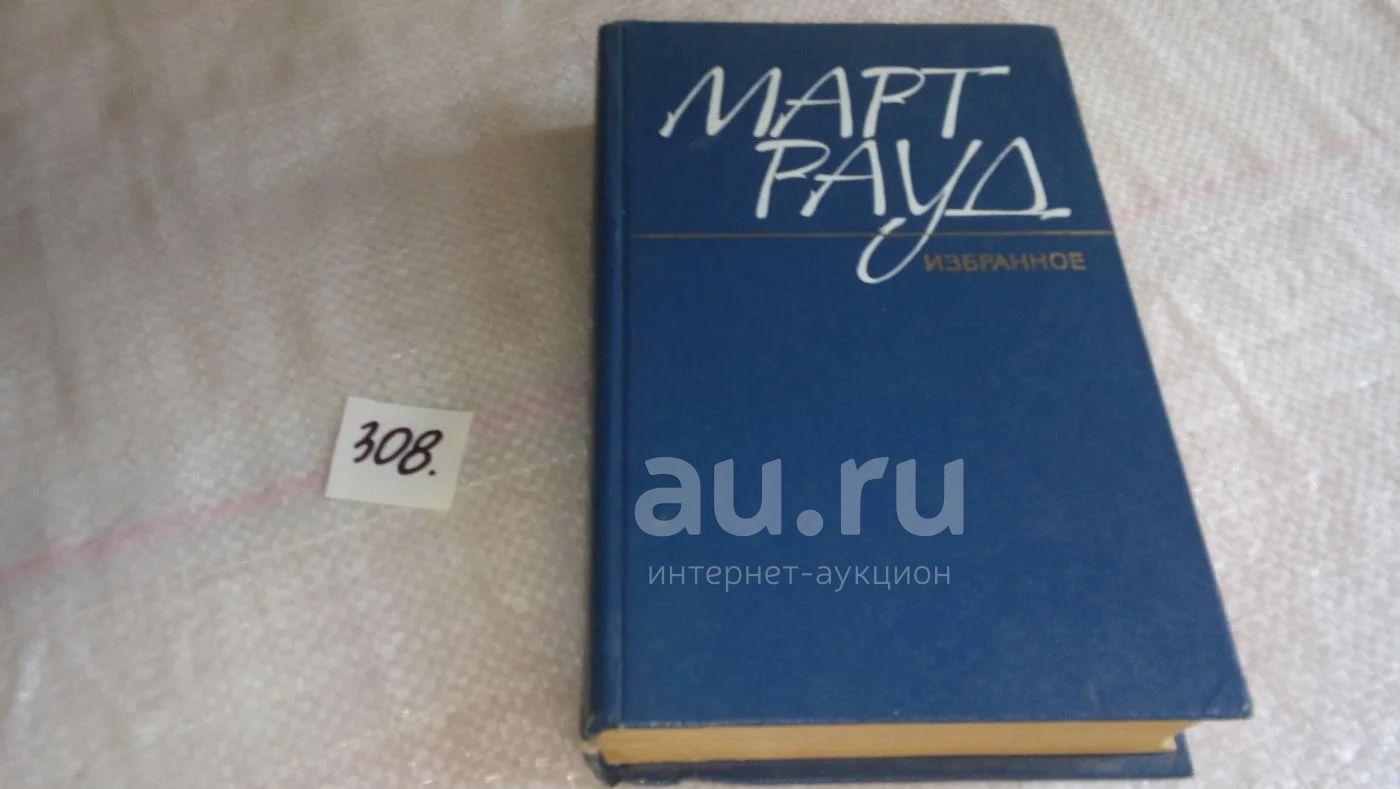 МАРТ
РАУД
ИЗБРАННОЕ
308.
au.ru
интернет-аукцион